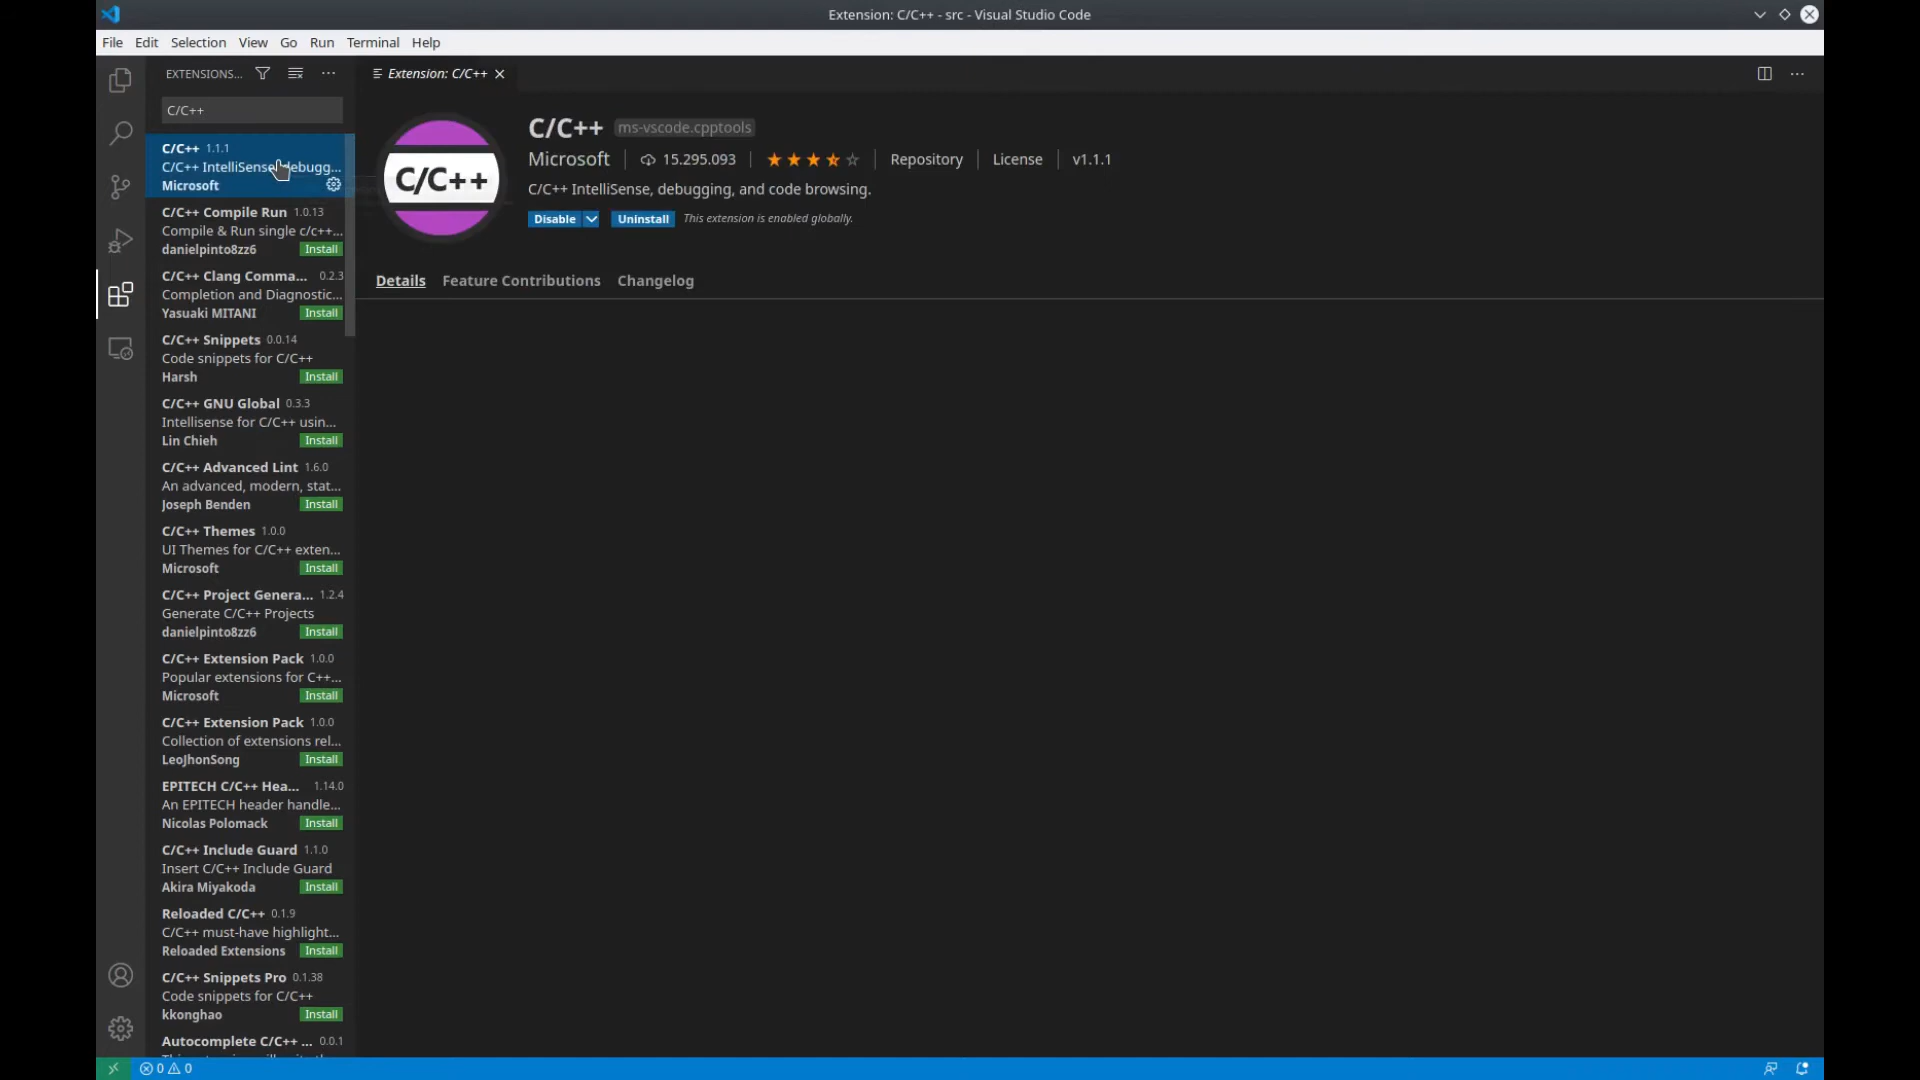 Extension: C/C++ - src - Visual Studio Code
File Edit Selection View Go Run Terminal Help
EXTENSIONS...
Extension: C/C++
C/C++
C/C++ 1.1.1
C/C++ IntelliSense, debugg...
Microsoft
C/C++ Compile Run 1.0.13
Compile & Run single c/c++...
danielpinto8zz6 Install
C/C++ Clang Comma... 0.2.3
Completion and Diagnostic...
Yasuaki MITANI Install
C/C++ Snippets 0.0.14
Code snippets for C/C++
Harsh Install
C/C++ GNU Global 0.3.3
Intellisense for C/C++ usin...
Lin Chieh Install
C/C++ Advanced Lint 1.6.0
An advanced, modern, stat...
Joseph Benden Install
C/C++ Themes 1.0.0
UI Themes for C/C++ exten...
Microsoft Install
C/C++ Project Genera... 1.2.4
Generate C/C++ Projects
danielpinto8zz6 Install
C/C++ Extension Pack 1.0.0
Popular extensions for C++...
Microsoft Install
C/C++ Extension Pack 1.0.0
Collection of extensions rel...
LeoJhonSong Install
EPITECH C/C++ Hea... 1.14.0
An EPITECH header handle...
Nicolas Polomack Install
C/C++ Include Guard 1.1.0
Insert C/C++ Include Guard
Akira Miyakoda Install
Reloaded C/C++ 0.1.9
C/C++ must-have highlight...
Reloaded Extensions Install
C/C++ Snippets Pro 0.1.38
Code snippets for C/C++
kkonghao Install
Autocomplete C/C++ ... 0.0.1
C/C++
C/C++ ms-vscode.cpptools
Microsoft 15.295.093 Repository License v1.1.1
C/C++ IntelliSense, debugging, and code browsing.
Disable Uninstall This extension is enabled globally.
Details Feature Contributions Changelog
0 0